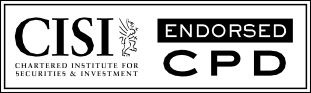 CISI
CHARTERED INSTITUTE FOR
SECURITIES & INVESTMENT
ENDORSED
CPD